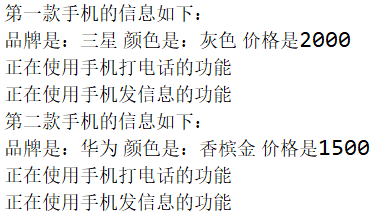 第一款手机的信息如下:
品牌是: 三星 颜色是: 灰色 价格是2000
正在使用手机打电话的功能
正在使用手机发信息的功能
第二款手机的信息如下:
品牌是: 华为 颜色是: 香槟金 价格是1500
正在使用手机打电话的功能
正在使用手机发信息的功能